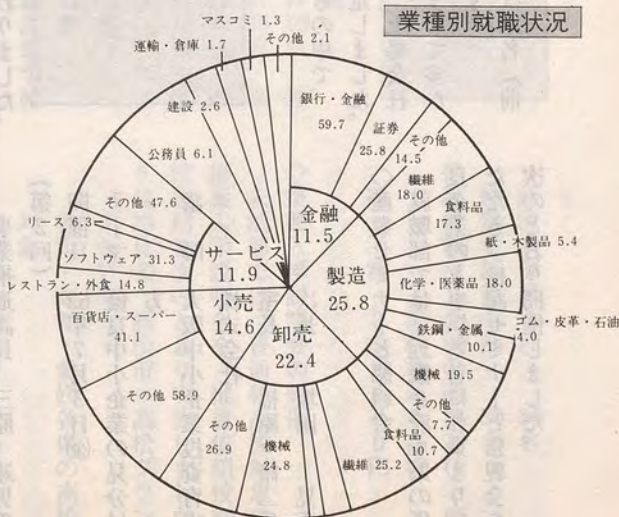 業種別就職状況
マスコミ 1.3
その他 2.1
運輸・倉庫 1.7
建設 2.6
公務員 6.1
銀行・金融
59.7
証券
25.8
その他
14.5
繊維
18.0
食料品
17.3
紙・木製品 5.4
化学・医薬品 18.0
ゴム・皮革・石油
4.0
鉄鋼・金属
10.1
機械 19.5
その他
7.7
食料品
10.7
繊維 25.2
機械
24.8
その他
26.9
その他 58.9
百貨店・スーパー
41.1
レストラン・外食 14.8
ソフトウェア 31.3
リース 6.3
その他 47.6
金融
11.5
製造
25.8
卸売
22.4
小売
14.6
サービス
11.9